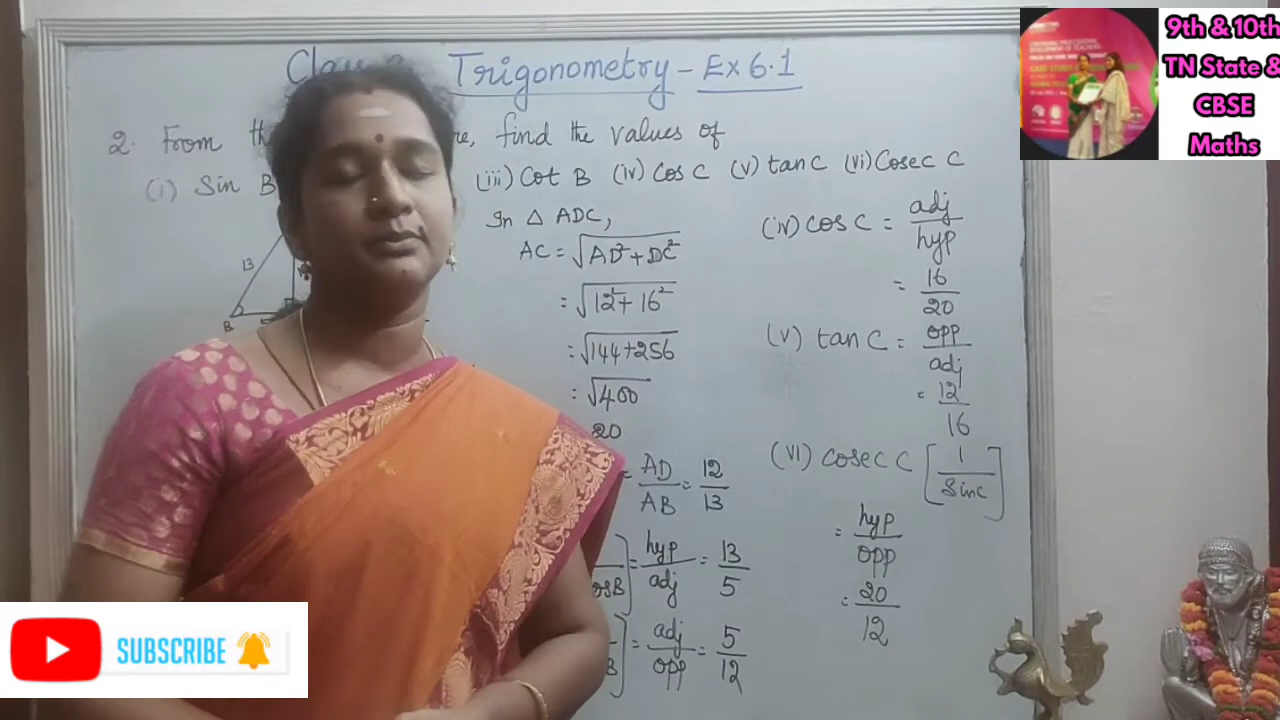 Trigonometry - Ex 6.1
2. From find the values of
(i) Sin B (iii) Cot B (iv) Cos C (v) tan C (vi) Cosec C
13
B
In △ ADC,
AC = √AD²+DC²
= √12²+16²
= √144+256
= √400
20
= AD/AB = 12/13
= hyp/adj = 13/5
= adj/opp = 5/12
(iv) Cos C = adj/hyp
= 16/20
(v) tan C = opp/adj
= 12/16
(vi) Cosec C [1/Sin C]
= hyp/opp
= 20/12
9th & 10th
TN State &
CBSE
Maths
SUBSCRIBE